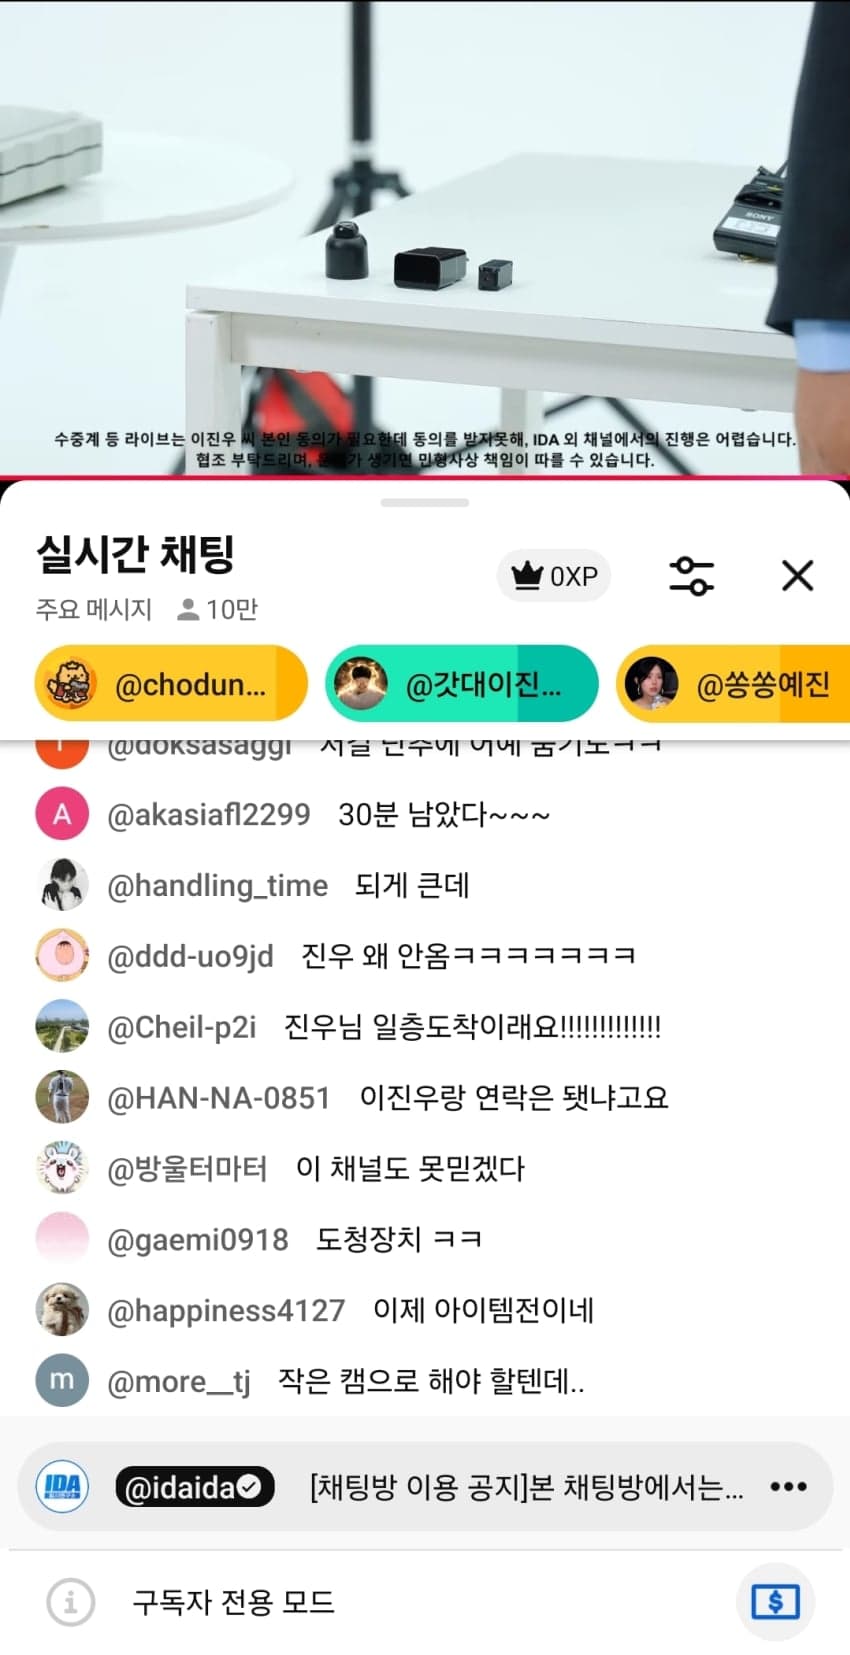 SONY
수중계 등 라이브는 이진우 씨 본인 동의가 필요한데 동의를 받지못해, IDA 외 채널에서의 진행은 어렵습니다.
협조 부탁드리며, 문제가 생기면 민형사상 책임이 따를 수 있습니다.
실시간 채팅
0XP
주요 메시지 10만
@chodun... @갓대이진... @쏭쏭예진
@doksasaggi
A @akasiafl2299 30분 남았다~~~
@handling_time 되게 큰데
@ddd-uo9jd 진우 왜 안옴ㅋㅋㅋㅋㅋㅋㅋ
@Cheil-p2i 진우님 일층도착이래요!!!!!!!!!!!!!
@HAN-NA-0851 이진우랑 연락은 됏냐고요
@방울터마터 이 채널도 못믿겠다
@gaemi0918 도청장치 ㅋㅋ
@happiness4127 이제 아이템전이네
m @more__tj 작은 캠으로 해야 할텐데..
IDA @idaida [채팅방 이용 공지]본 채팅방에서는...
구독자 전용 모드